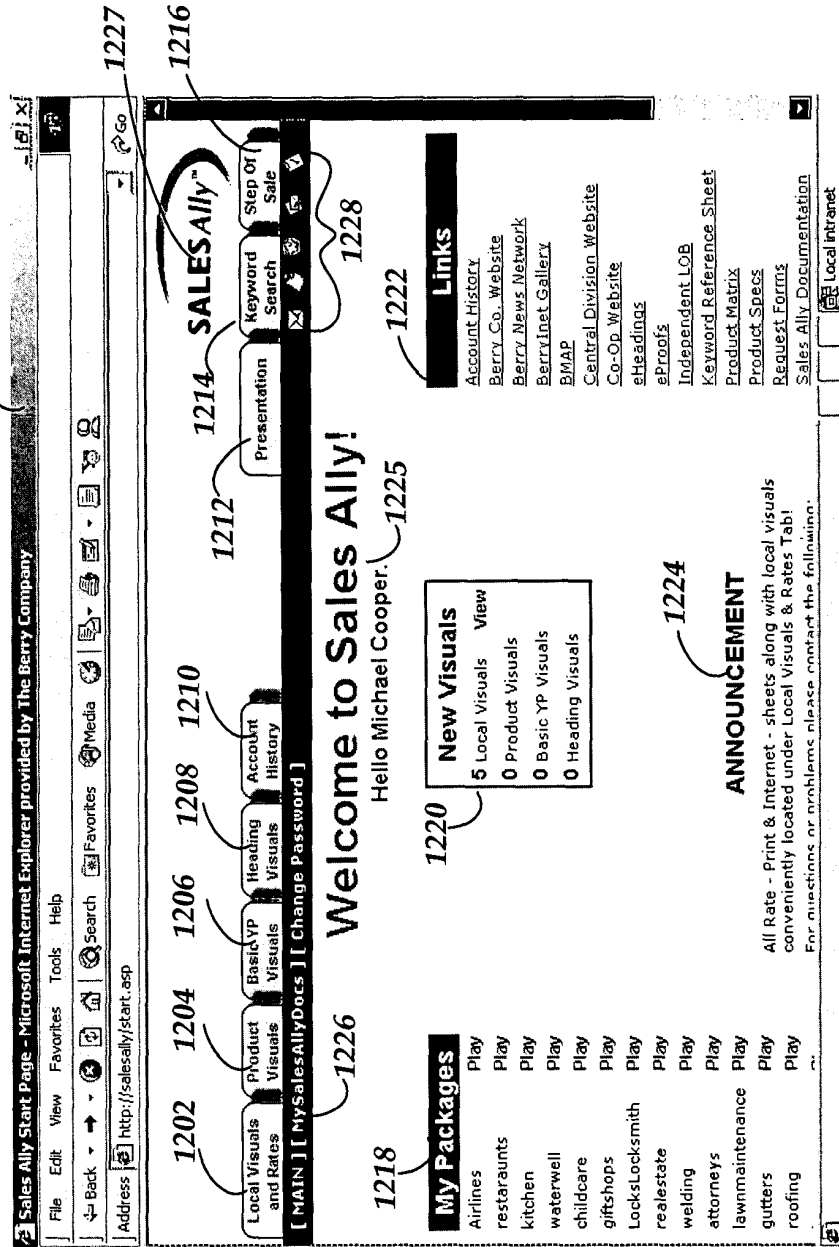 Sales Ally Start Page - Microsoft Internet Explorer provided by The Berry Company
File Edit View Favorites Tools Help
Back Search Favorites Media
Address http://salesally/start.asp Go
1202
1204
1206
1208
1210
1212
1214
1227
1216
SALESAlly™
Local Visuals and Rates
Product Visuals
Basic YP Visuals
Heading Visuals
Account History
Presentation
Keyword Search
Step Of Sale
[ MAIN ] [ MySalesAllyDocs ] [ Change Password ]
1226
1228
Welcome to Sales Ally!
Hello Michael Cooper.
1225
1218
My Packages
Airlines Play
restaraunts Play
kitchen Play
waterwell Play
childcare Play
giftshops Play
LocksLocksmith Play
realestate Play
welding Play
attorneys Play
lawnmaintenance Play
gutters Play
roofing Play
1220
New Visuals
5 Local Visuals View
0 Product Visuals
0 Basic YP Visuals
0 Heading Visuals
1224
ANNOUNCEMENT
All Rate - Print & Internet - sheets along with local visuals
conveniently located under Local Visuals & Rates Tab!
For questions or problems please contact the following:
1222
Links
Account History
Berry Co. Website
Berry News Network
BerryInet Gallery
BMAP
Central Division Website
Co-Op Website
eHeadings
eProofs
Independent LOB
Keyword Reference Sheet
Product Matrix
Product Specs
Request Forms
Sales Ally Documentation
Local intranet